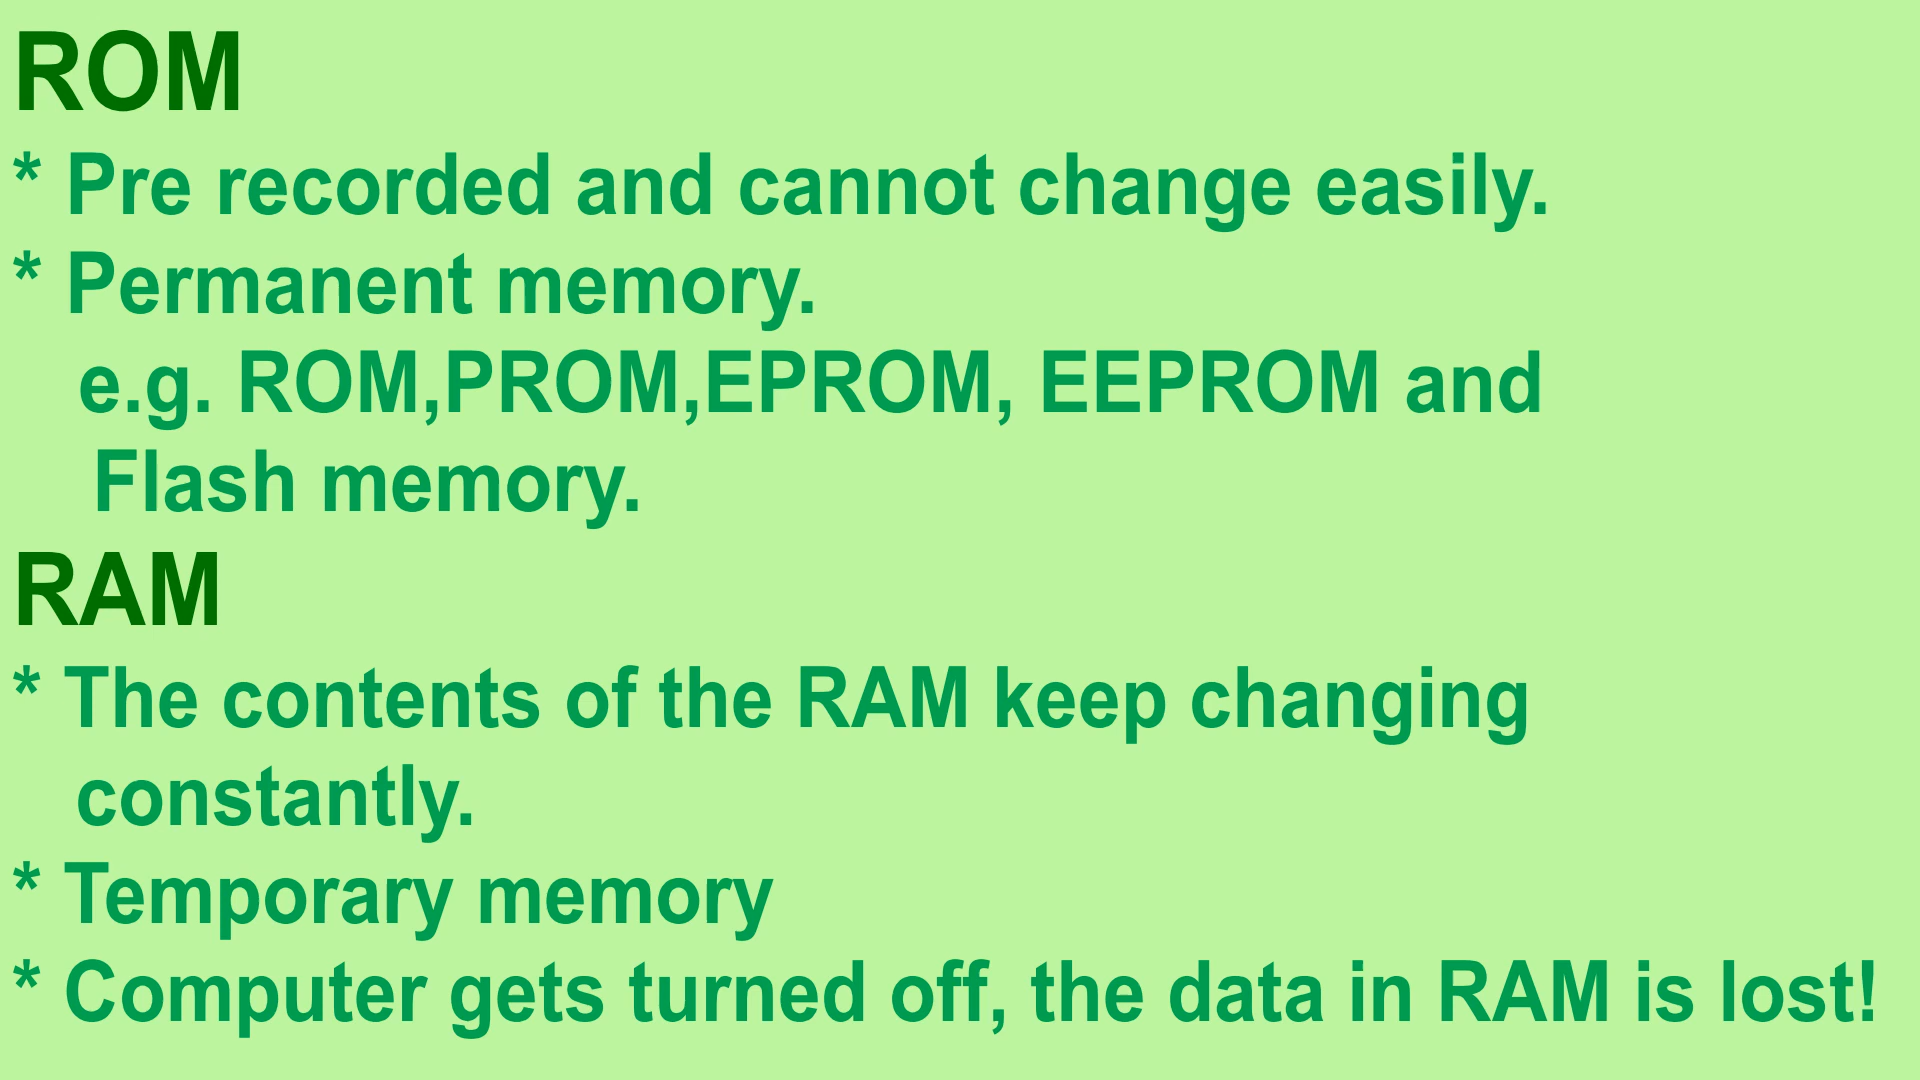 ROM
* Pre recorded and cannot change easily.
* Permanent memory.
e.g. ROM,PROM,EPROM, EEPROM and
Flash memory.
RAM
* The contents of the RAM keep changing
constantly.
* Temporary memory
* Computer gets turned off, the data in RAM is lost!